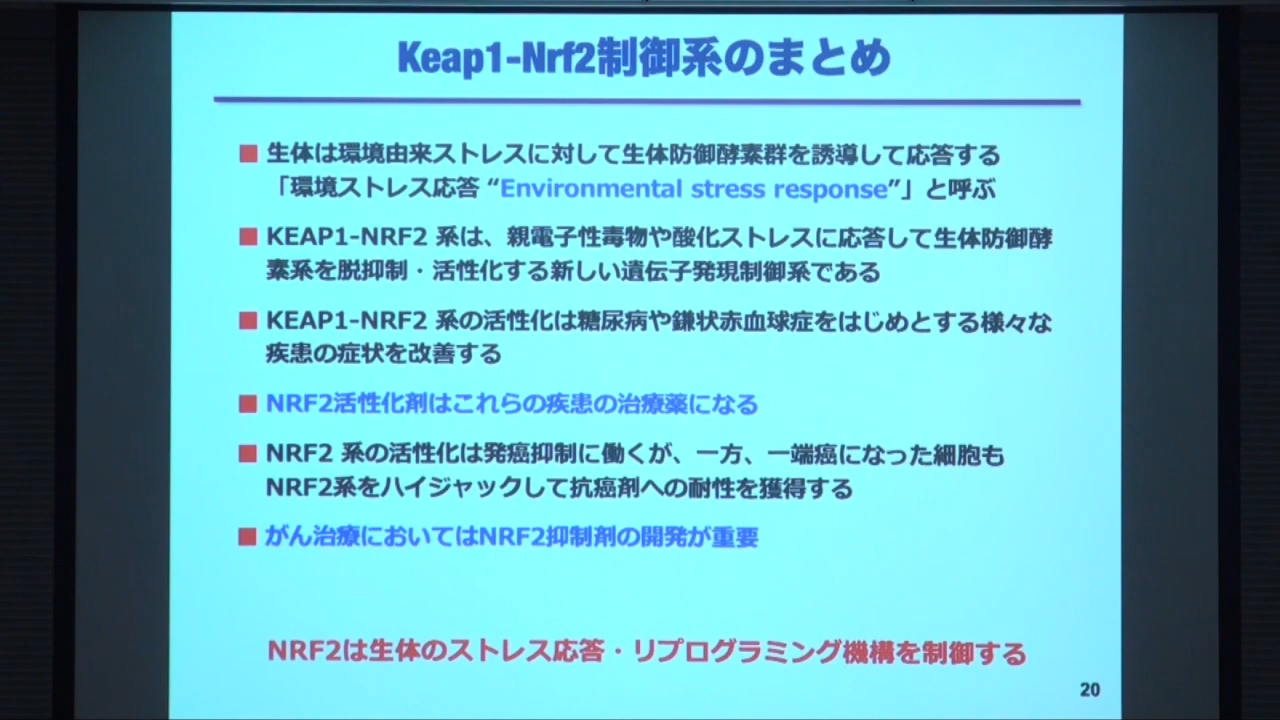 Keap1-Nrf2制御系のまとめ
■ 生体は環境由来ストレスに対して生体防御酵素群を誘導して応答する
「環境ストレス応答 “Environmental stress response”」と呼ぶ
■ KEAP1-NRF2 系は、親電子性毒物や酸化ストレスに応答して生体防御酵
素系を脱抑制・活性化する新しい遺伝子発現制御系である
■ KEAP1-NRF2 系の活性化は糖尿病や鎌状赤血球症をはじめとする様々な
疾患の症状を改善する
■ NRF2活性化剤はこれらの疾患の治療薬になる
■ NRF2 系の活性化は発癌抑制に働くが、一方、一端癌になった細胞も
NRF2系をハイジャックして抗癌剤への耐性を獲得する
■ がん治療においてはNRF2抑制剤の開発が重要
NRF2は生体のストレス応答・リプログラミング機構を制御する
20